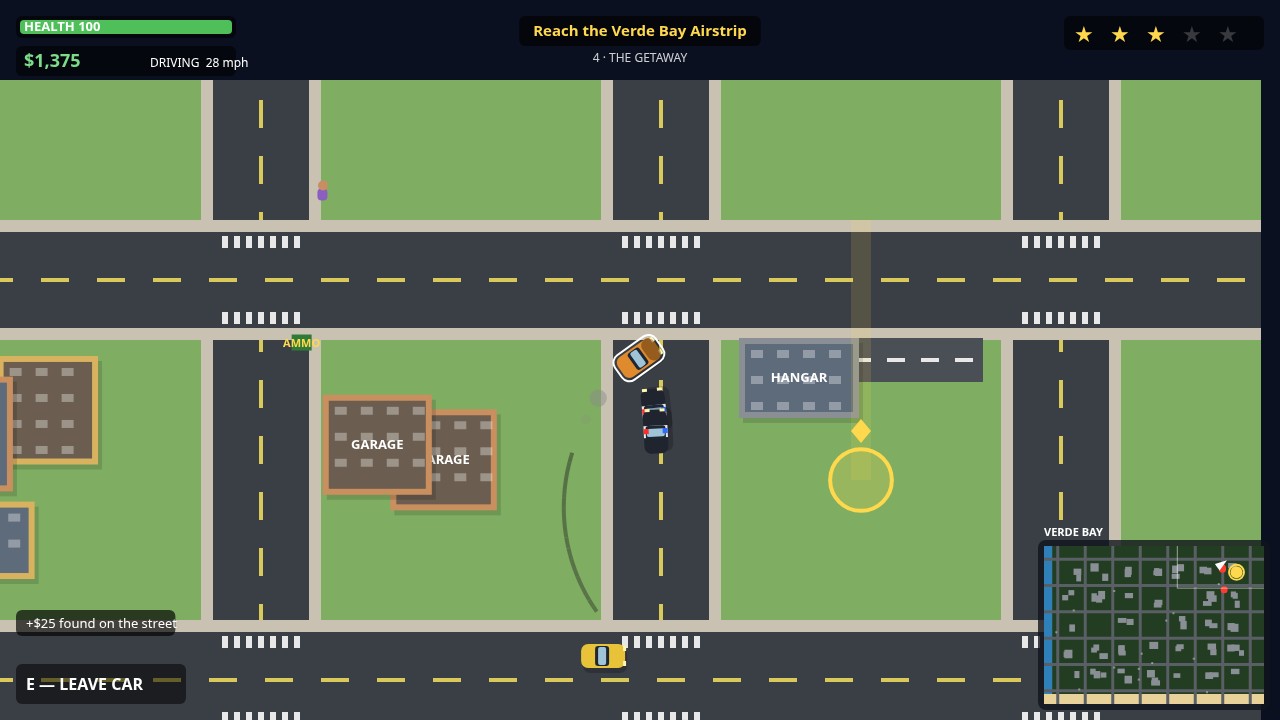 HEALTH 100
$1,375
DRIVING 28 mph
Reach the Verde Bay Airstrip
4 · THE GETAWAY
AMMO
HANGAR
GARAGE
ARAGE
VERDE BAY
+$25 found on the street
E — LEAVE CAR